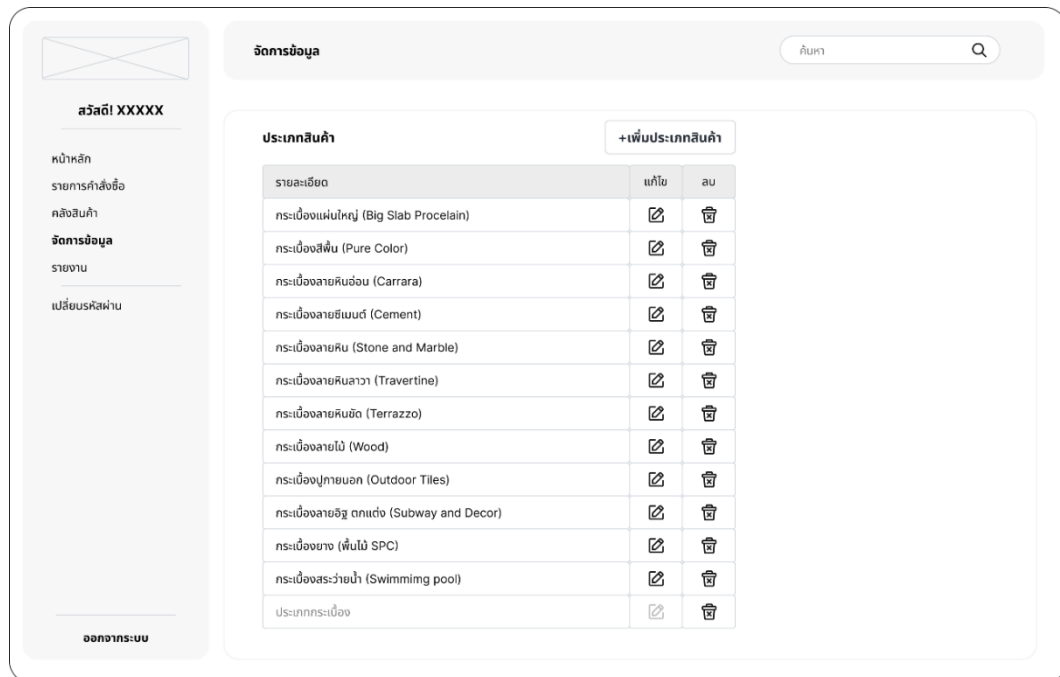 สวัสดี! XXXXX
หน้าหลัก
รายการคำสั่งซื้อ
คลังสินค้า
จัดการข้อมูล
รายงาน
เปลี่ยนรหัสผ่าน
ออกจากระบบ
จัดการข้อมูล
ค้นหา
ประเภทสินค้า
+เพิ่มประเภทสินค้า
รายละเอียด แก้ไข ลบ
กระเบื้องแผ่นใหญ่ (Big Slab Procelain)
กระเบื้องสีพื้น (Pure Color)
กระเบื้องลายหินอ่อน (Carrara)
กระเบื้องลายซีเมนต์ (Cement)
กระเบื้องลายหิน (Stone and Marble)
กระเบื้องลายหินลาวา (Travertine)
กระเบื้องลายหินขัด (Terrazzo)
กระเบื้องลายไม้ (Wood)
กระเบื้องปูภายนอก (Outdoor Tiles)
กระเบื้องลายอิฐ ตกแต่ง (Subway and Decor)
กระเบื้องยาง (พื้นไม้ SPC)
กระเบื้องสระว่ายน้ำ (Swimmimg pool)
ประเภทกระเบื้อง